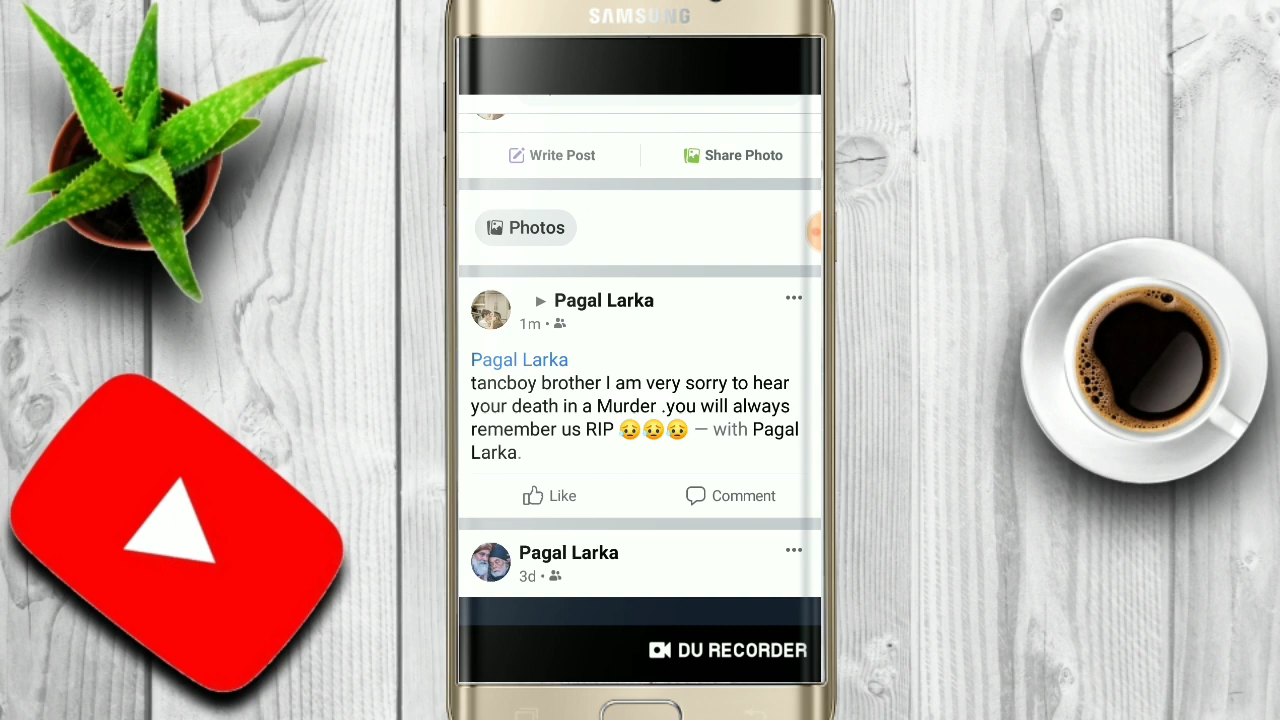 SAMSUNG
Write Post
Share Photo
Photos
Pagal Larka
1m
Pagal Larka
tancboy brother I am very sorry to hear
your death in a Murder .you will always
remember us RIP 😥😥😥 — with Pagal
Larka.
Like
Comment
Pagal Larka
3d
DU RECORDER